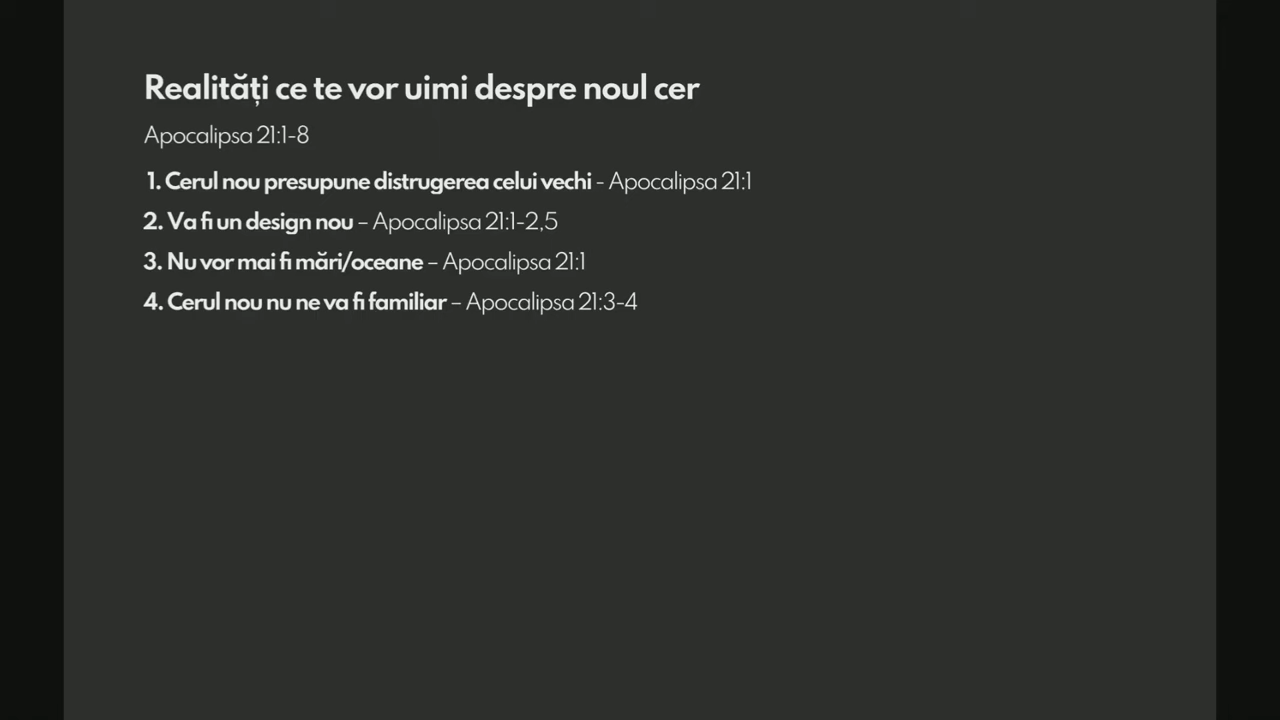 Realități ce te vor uimi despre noul cer
Apocalipsa 21:1-8
1. Cerul nou presupune distrugerea celui vechi - Apocalipsa 21:1
2. Va fi un design nou – Apocalipsa 21:1-2,5
3. Nu vor mai fi mări/oceane – Apocalipsa 21:1
4. Cerul nou nu ne va fi familiar – Apocalipsa 21:3-4